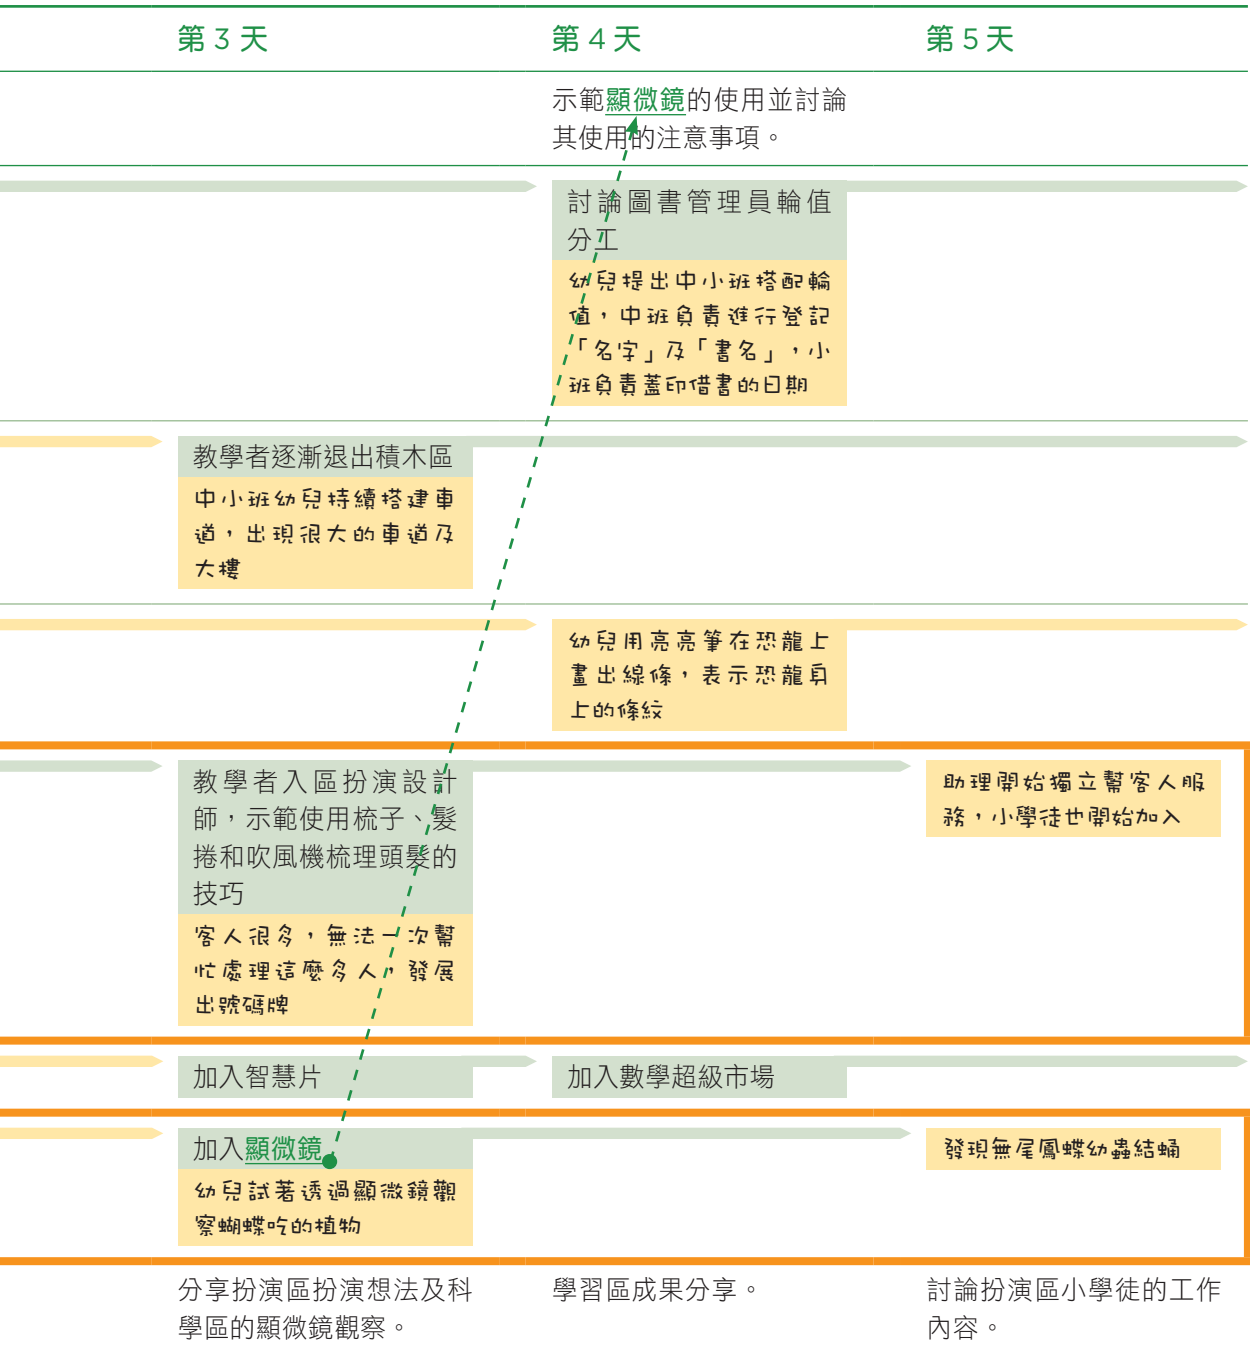 第 3 天
第 4 天
第 5 天
示範顯微鏡的使用並討論
其使用的注意事項。
討論圖書管理員輪值
分工
幼兒提出中小班搭配輪
值，中班負責進行登記
「名字」及「書名」，小
班負責蓋印借書的日期
教學者逐漸退出積木區
中小班幼兒持續搭建車
道，出現很大的車道及
大樓
幼兒用亮亮筆在恐龍上
畫出線條，表示恐龍身
上的條紋
教學者入區扮演設計
師，示範使用梳子、髮
捲和吹風機梳理頭髮的
技巧
客人很多，無法一次幫
忙處理這麼多人，發展
出號碼牌
助理開始獨立幫客人服
務，小學徒也開始加入
加入智慧片
加入數學超級市場
加入顯微鏡
幼兒試著透過顯微鏡觀
察蝴蝶吃的植物
發現無尾鳳蝶幼蟲結蛹
分享扮演區扮演想法及科
學區的顯微鏡觀察。
學習區成果分享。
討論扮演區小學徒的工作
內容。